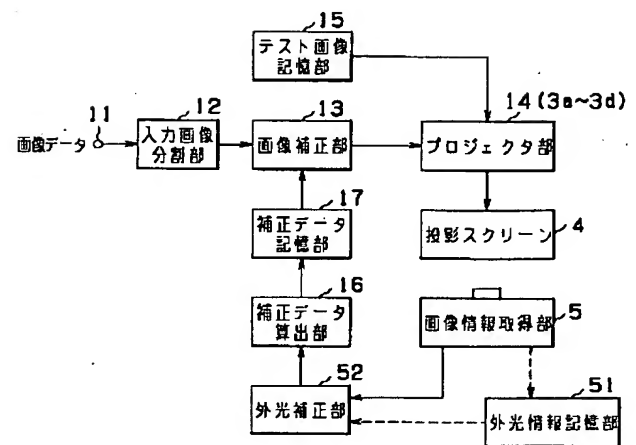 15
テスト画像
記憶部
11
12
13
14(3a~3d)
画像データ
入力画像
分割部
画像補正部
プロジェクタ部
17
補正データ
記憶部
投影スクリーン
4
16
補正データ
算出部
画像情報取得部
5
52
外光補正部
51
外光情報記憶部